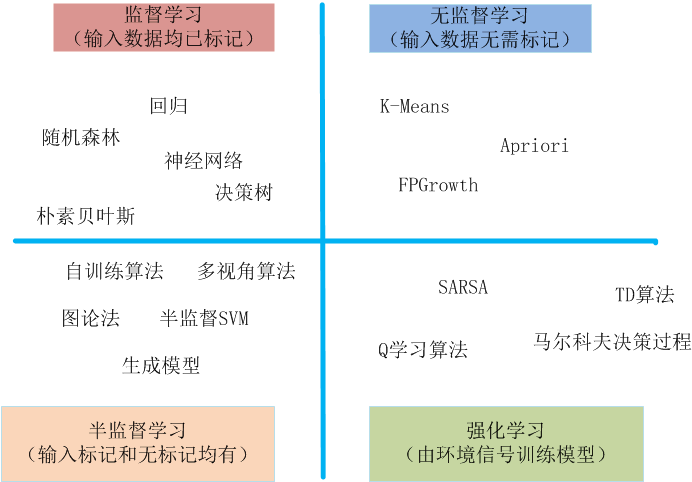 监督学习
（输入数据均已标记）
无监督学习
（输入数据无需标记）
回归
随机森林
神经网络
决策树
朴素贝叶斯
K-Means
Apriori
FPGrowth
自训练算法
多视角算法
图论法
半监督SVM
生成模型
SARSA
TD算法
Q学习算法
马尔科夫决策过程
半监督学习
（输入标记和无标记均有）
强化学习
（由环境信号训练模型）